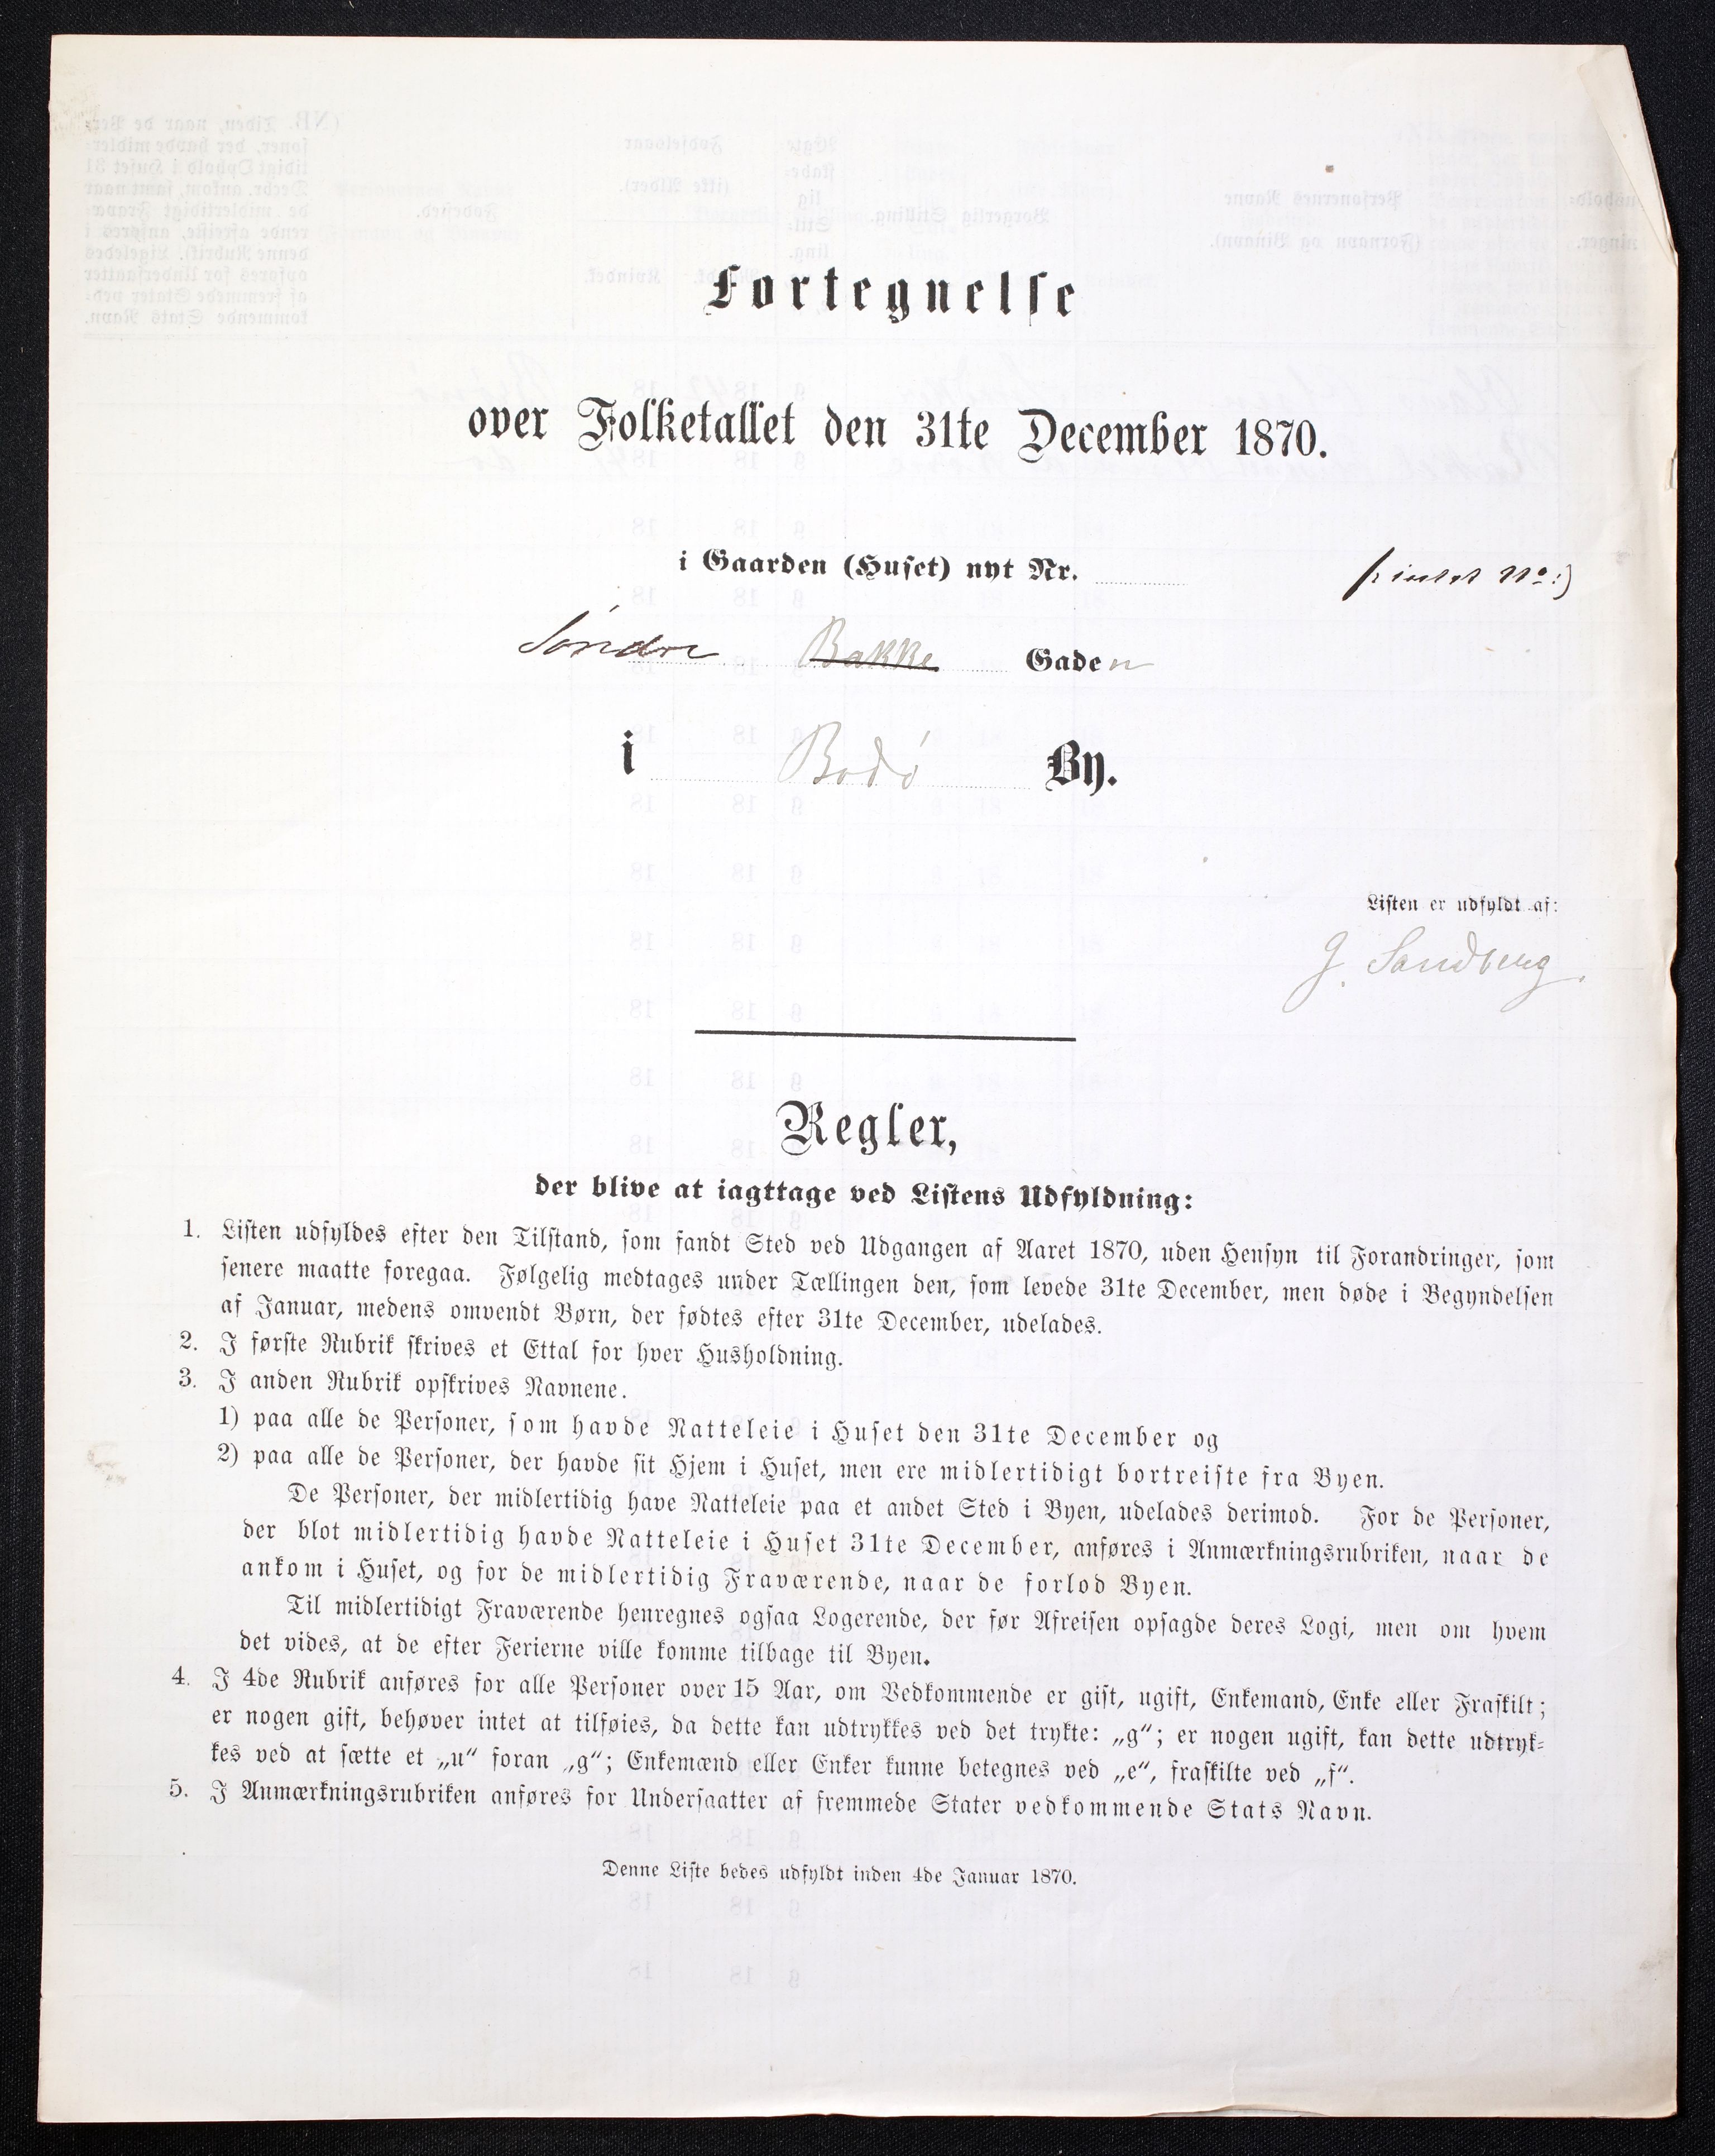 Fortegnelse
over Folketallet den 31te December 1870.
i Gaarden (Huset) nyt Nr. (: intet No:)
Søndre Bakke Gaden
i Bodø By.
Listen er udfyldt af:
G. Sandberg.
Regler,
der blive at iagttage ved Listens Udfyldning:
1. Listen udfyldes efter den Tilstand, som fandt Sted ved Udgangen af Aaret 1870, uden Hensyn til Forandringer, som
senere maatte foregaa. Følgelig medtages under Tællingen den, som levede 31te December, men døde i Begyndelsen
af Januar, medens omvendt Børn, der fødtes efter 31te December, udelades.
2. I første Rubrik skrives et Ettal for hver Husholdning.
3. I anden Rubrik opskrives Navnene.
1) paa alle de Personer, som havde Natteleie i Huset den 31te December og
2) paa alle de Personer, der havde sit Hjem i Huset, men ere midlertidigt bortreiste fra Byen.
De Personer, der midlertidig have Natteleie paa et andet Sted i Byen, udelades derimod. For de Personer,
der blot midlertidig havde Natteleie i Huset 31te December, anføres i Anmærkningsrubriken, naar de
ankom i Huset, og for de midlertidig Fraværende, naar de forlod Byen.
Til midlertidigt Fraværende henregnes ogsaa Logerende, der før Afreisen opsagde deres Logi, men om hvem
det vides, at de efter Ferierne ville komme tilbage til Byen.
4. I 4de Rubrik anføres for alle Personer over 15 Aar, om Vedkommende er gift, ugift, Enkemand, Enke eller Fraskilt;
er nogen gift, behøver intet at tilføies, da dette kan udtrykkes ved det trykte: „g“; er nogen ugift, kan dette udtryk-
kes ved at sætte et „u“ foran „g“; Enkemænd eller Enker kunne betegnes ved „e“, fraskilte ved „f“.
5. I Anmærkningsrubriken anføres for Undersaatter af fremmede Stater vedkommende Stats Navn.
Denne Liste bedes udfyldt inden 4de Januar 1870.